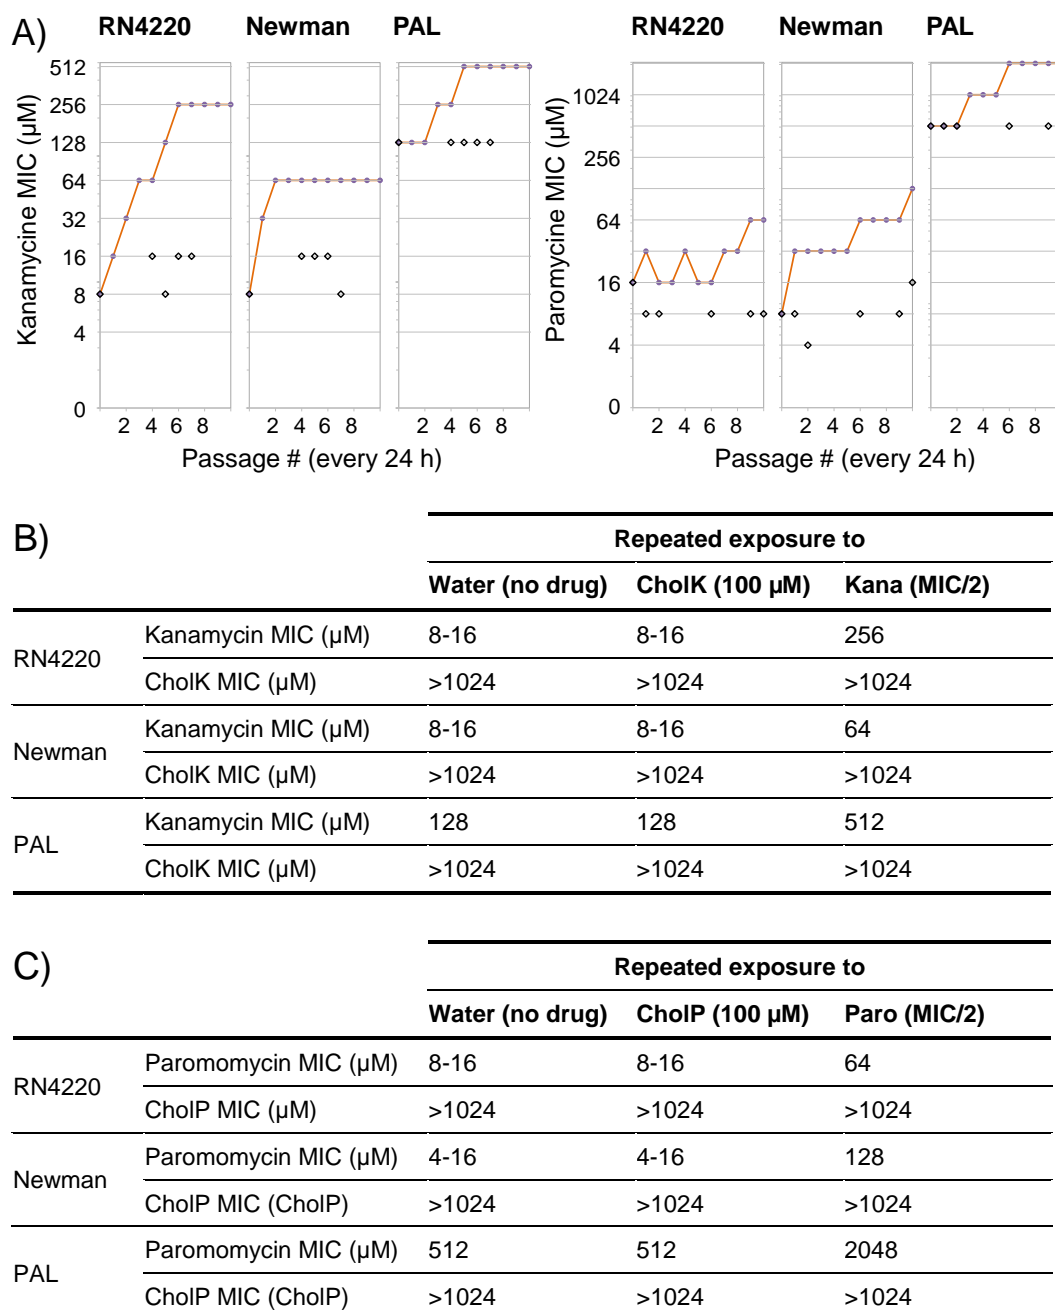 A)
RN4220 Newman PAL
RN4220 Newman PAL
Kanamycine MIC (µM)
512
256
128
64
32
16
8
4
0
2 4 6 8 2 4 6 8 2 4 6 8
Passage # (every 24 h)
Paromycine MIC (µM)
1024
256
64
16
4
0
2 4 6 8 2 4 6 8 2 4 6 8
Passage # (every 24 h)
B)
Repeated exposure to
Water (no drug) CholK (100 µM) Kana (MIC/2)
RN4220
Kanamycin MIC (µM) 8-16 8-16 256
CholK MIC (µM) >1024 >1024 >1024
Newman
Kanamycin MIC (µM) 8-16 8-16 64
CholK MIC (µM) >1024 >1024 >1024
PAL
Kanamycin MIC (µM) 128 128 512
CholK MIC (µM) >1024 >1024 >1024
C)
Repeated exposure to
Water (no drug) CholP (100 µM) Paro (MIC/2)
RN4220
Paromomycin MIC (µM) 8-16 8-16 64
CholP MIC (µM) >1024 >1024 >1024
Newman
Paromomycin MIC (µM) 4-16 4-16 128
CholP MIC (CholP) >1024 >1024 >1024
PAL
Paromomycin MIC (µM) 512 512 2048
CholP MIC (CholP) >1024 >1024 >1024